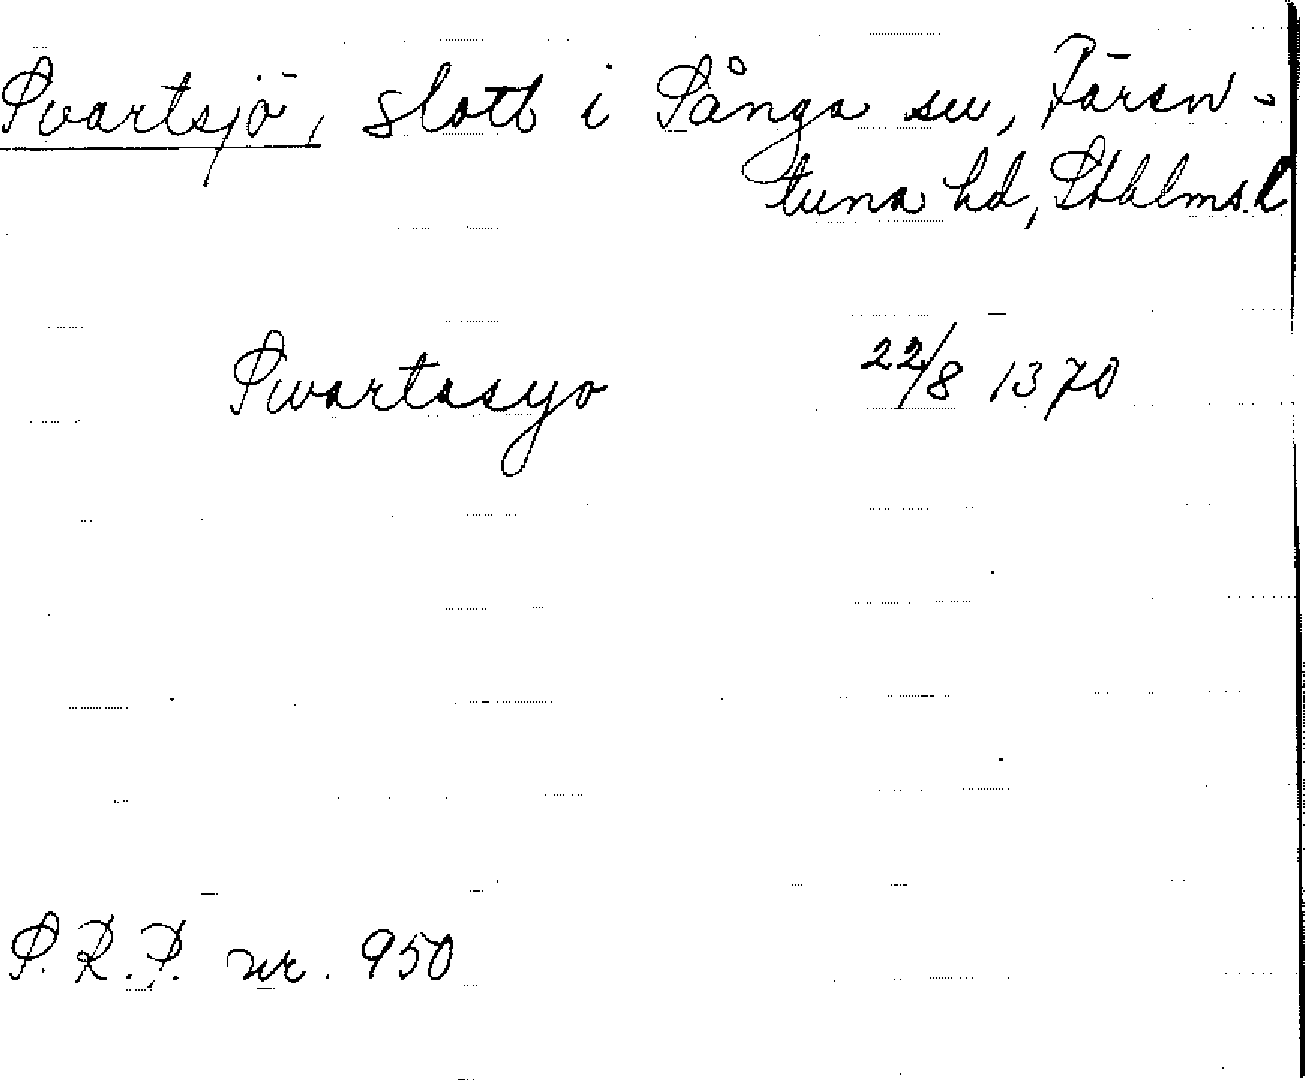 Svartsjö, slott i Sånga sn, Fären-
tuna hd, Sthlms.l
Swartasyo 22/8 1370
S.R.P. nr. 950